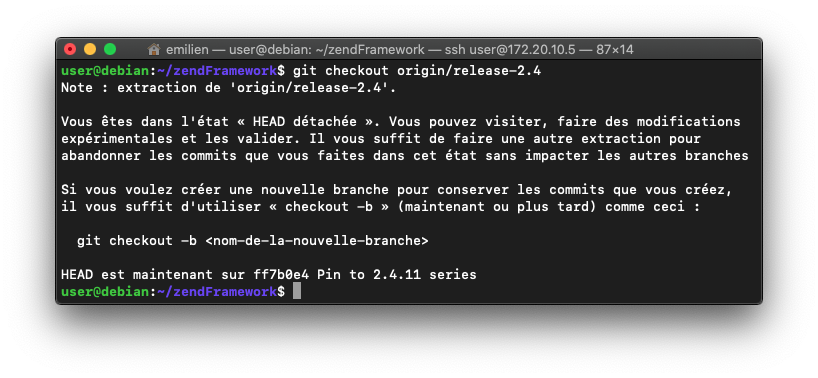 emilien — user@debian: ~/zendFramework — ssh user@172.20.10.5 — 87×14
user@debian:~/zendFramework$ git checkout origin/release-2.4
Note : extraction de 'origin/release-2.4'.
Vous êtes dans l'état « HEAD détachée ». Vous pouvez visiter, faire des modifications
expérimentales et les valider. Il vous suffit de faire une autre extraction pour
abandonner les commits que vous faites dans cet état sans impacter les autres branches
Si vous voulez créer une nouvelle branche pour conserver les commits que vous créez,
il vous suffit d'utiliser « checkout -b » (maintenant ou plus tard) comme ceci :
git checkout -b <nom-de-la-nouvelle-branche>
HEAD est maintenant sur ff7b0e4 Pin to 2.4.11 series
user@debian:~/zendFramework$